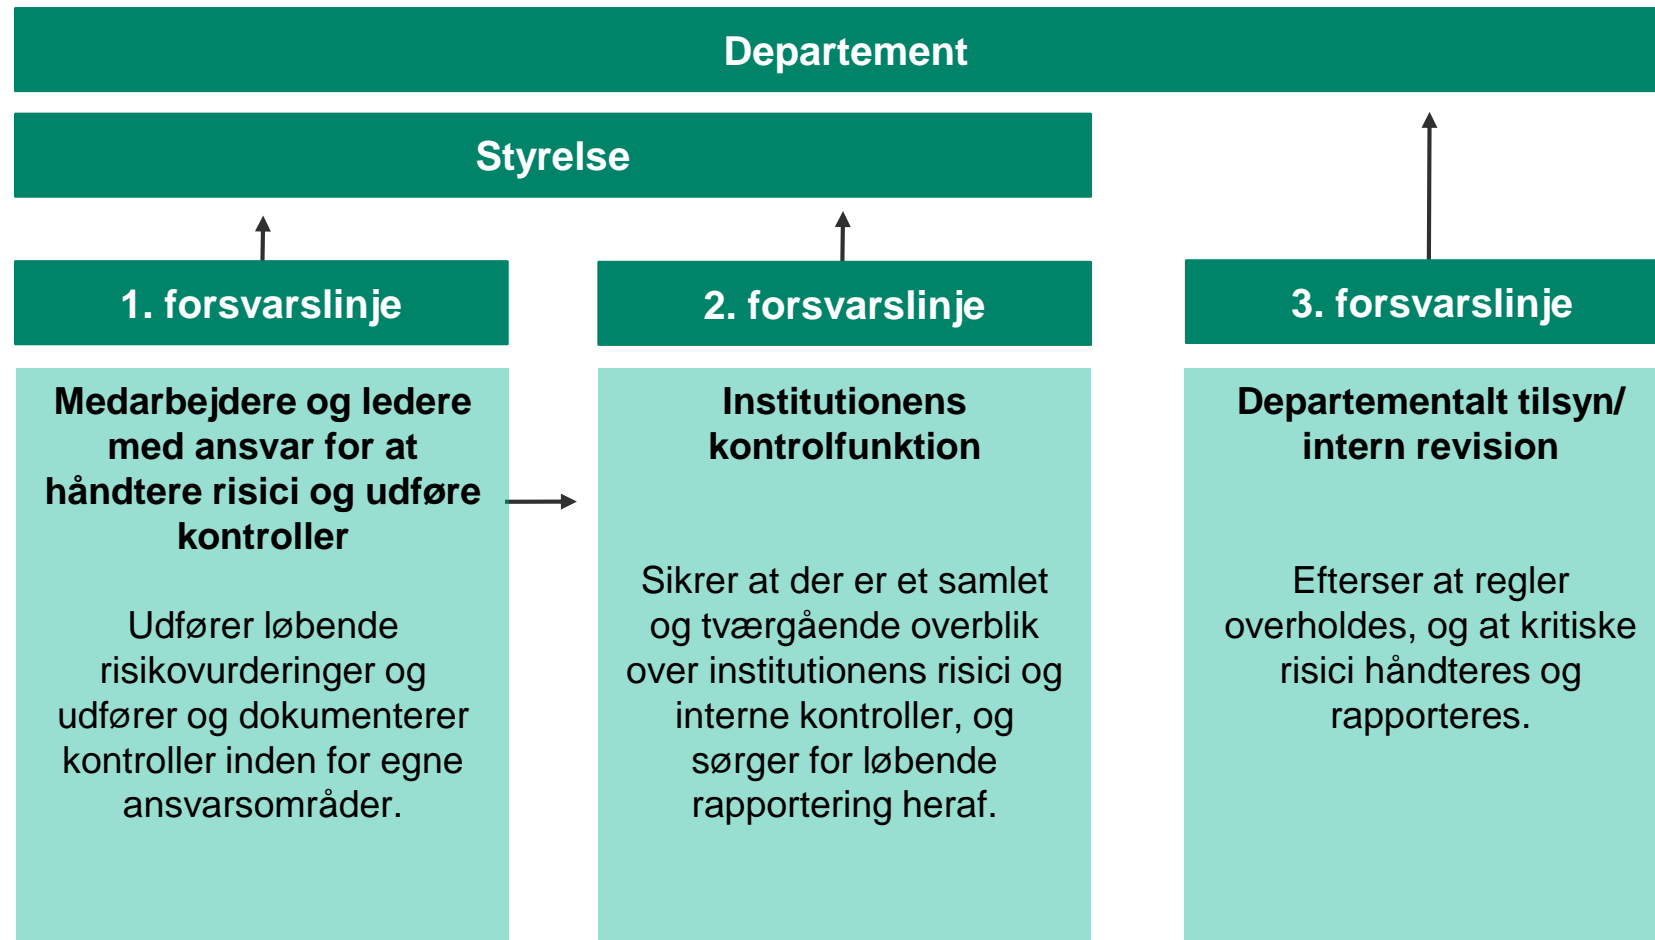 Departement
Styrelse
1. forsvarslinje
Medarbejdere og ledere
med ansvar for at
håndtere risici og udføre
kontroller
Udfører løbende
risikovurderinger og
udfører og dokumenterer
kontroller inden for egne
ansvarsområder.
2. forsvarslinje
Institutionens
kontrolfunktion
Sikrer at der er et samlet
og tværgående overblik
over institutionens risici og
interne kontroller, og
sørger for løbende
rapportering heraf.
3. forsvarslinje
Departementalt tilsyn/
intern revision
Efterser at regler
overholdes, og at kritiske
risici håndteres og
rapporteres.